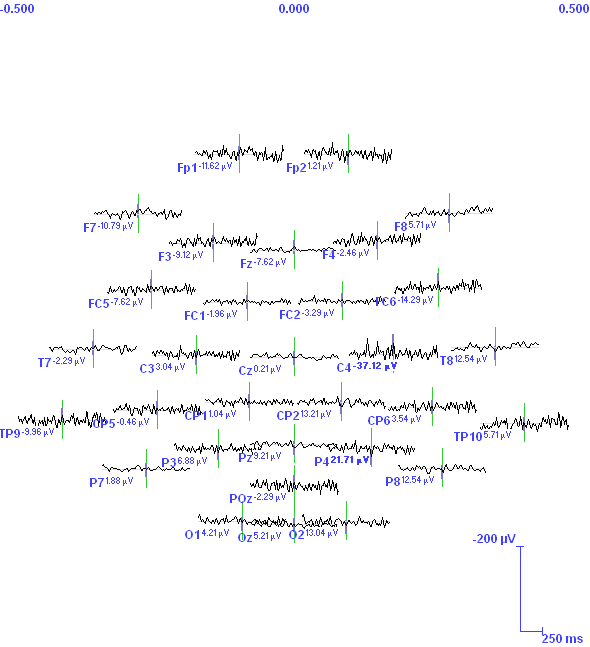 -0.500 0.000 0.500
Fp1 -11.62 µV Fp2 1.21 µV
F7 -10.79 µV F8 5.71 µV
F3 -9.12 µV Fz -7.62 µV F4 -2.46 µV
FC5 -7.62 µV FC1 -1.96 µV FC2 -3.29 µV FC6 -14.29 µV
T7 -2.29 µV C3 3.04 µV Cz 0.21 µV C4 -37.12 µV T8 12.54 µV
TP9 -9.96 µV CP5 -0.46 µV CP1 1.04 µV CP2 13.21 µV CP6 3.54 µV TP10 5.71 µV
P7 1.88 µV P3 6.88 µV Pz 9.21 µV P4 21.71 µV P8 12.54 µV
POz -2.29 µV
O1 4.21 µV Oz 5.21 µV O2 13.04 µV
-200 µV
250 ms